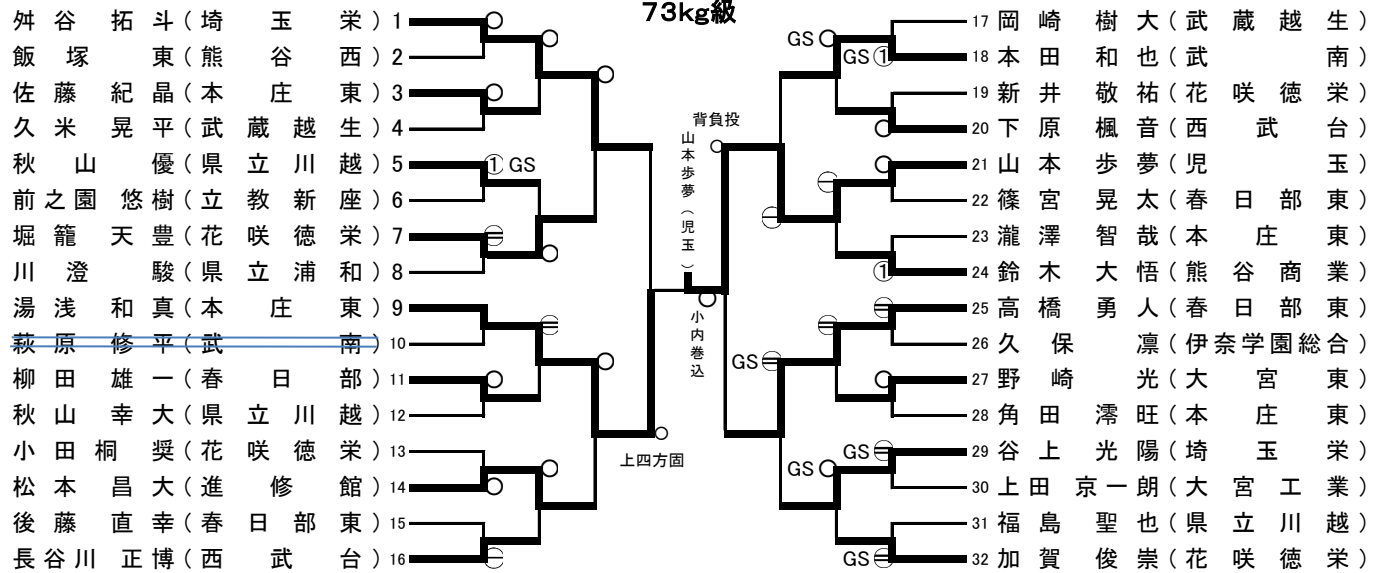 73kg級
舛谷 拓斗(埼玉栄) 1
飯塚 東(熊谷西) 2
佐藤 紀晶(本庄東) 3
久米 晃平(武蔵越生) 4
秋山 優(県立川越) 5 ① GS
前之園 悠樹(立教新座) 6
堀籠 天豊(花咲徳栄) 7
川澄 駿(県立浦和) 8
湯浅 和真(本庄東) 9
萩原 修平(武南) 10
柳田 雄一(春日部) 11
秋山 幸大(県立川越) 12
小田桐 奨(花咲徳栄) 13
松本 昌大(進修館) 14
後藤 直幸(春日部東) 15
長谷川 正博(西武台) 16
上四方固
背負投
山本歩夢(児玉)
小内巻込
GS
17 岡崎 樹大(武蔵越生)
GS ① 18 本田 和也(武南)
19 新井 敬祐(花咲徳栄)
20 下原 楓音(西武台)
21 山本 歩夢(児玉)
22 篠宮 晃太(春日部東)
23 瀧澤 智哉(本庄東)
① 24 鈴木 大悟(熊谷商業)
25 高橋 勇人(春日部東)
26 久保 凛(伊奈学園総合)
GS
27 野崎 光(大宮東)
28 角田 澪旺(本庄東)
GS 29 谷上 光陽(埼玉栄)
GS
30 上田 京一朗(大宮工業)
31 福島 聖也(県立川越)
GS 32 加賀 俊崇(花咲徳栄)